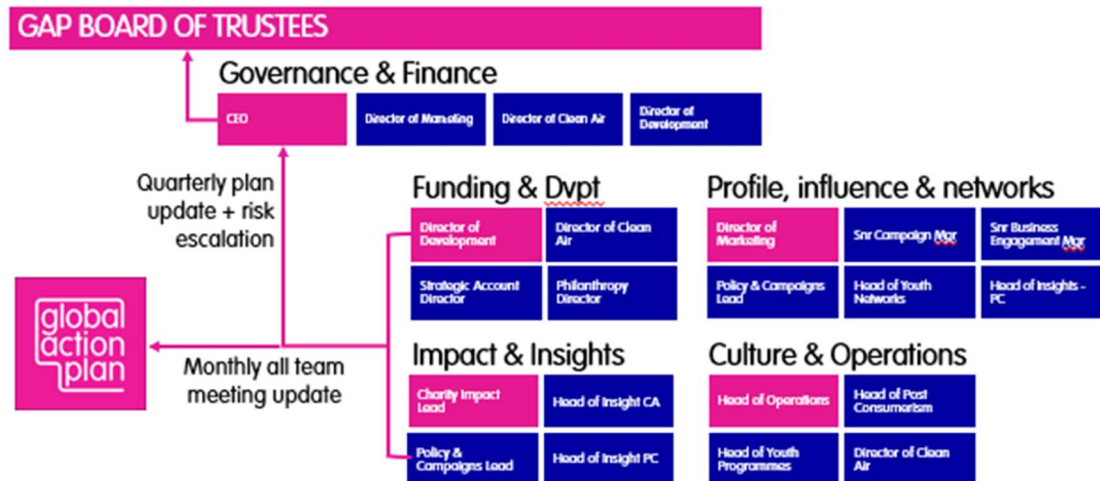 GAP BOARD OF TRUSTEES
Governance & Finance
CEO
Director of Marketing
Director of Clean Air
Director of
Development
Quarterly plan
update + risk
escalation
Funding & Dvpt
Director of
Development
Director of Clean
Air
Strategic Account
Director
Philanthropy
Director
Profile, influence & networks
Director of
Marketing
Snr Campaign Mgr
Snr Business
Engagement Mgr
Policy & Campaigns
Lead
Head of Youth
Networks
Head of Insights -
PC
global
action
plan
Monthly all team
meeting update
Impact & Insights
Charity Impact
Lead
Head of Insight CA
Policy &
Campaigns Lead
Head of Insight PC
Culture & Operations
Head of Operations
Head of Post
Consumerism
Head of Youth
Programmes
Director of Clean
Air